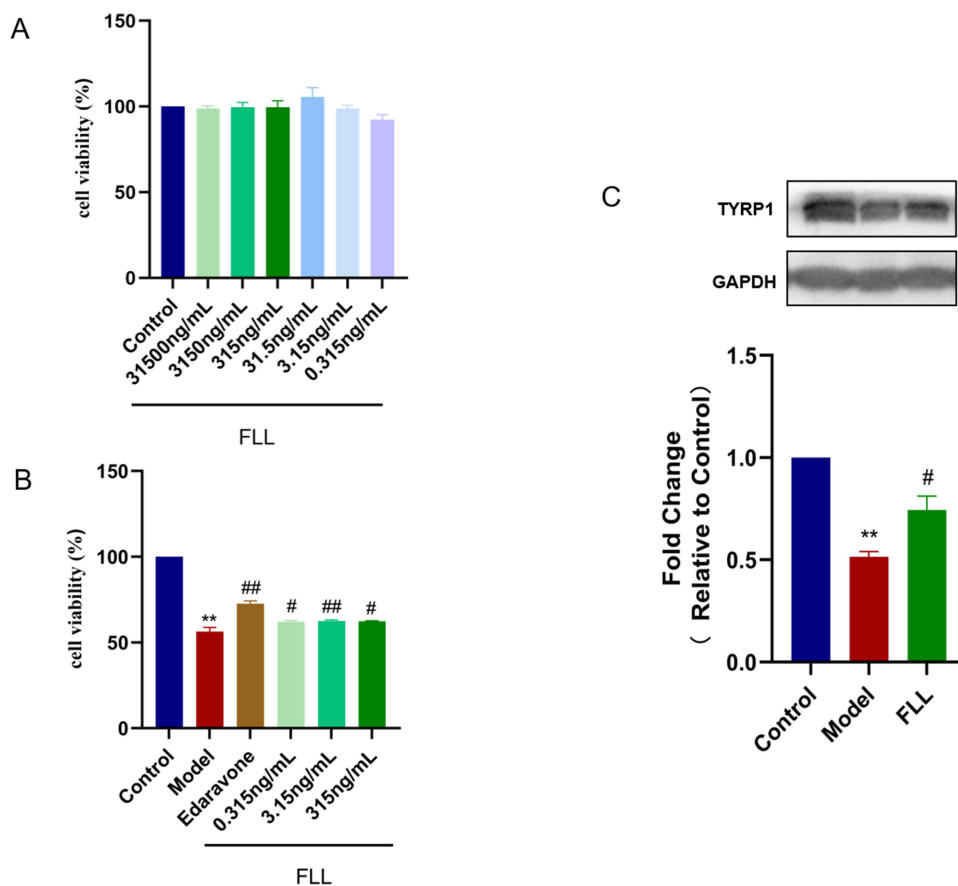 A
150
100
50
0
cell viability (%)
Control
31500ng/mL
3150ng/mL
315ng/mL
31.5ng/mL
3.15ng/mL
0.315ng/mL
FLL
B
150
100
50
0
cell viability (%)
**
##
#
##
#
Control
Model
Edaravone
0.315ng/mL
3.15ng/mL
315ng/mL
FLL
C
TYRP1
GAPDH
1.5
1.0
0.5
0.0
Fold Change
( Relative to Control)
**
#
Control
Model
FLL